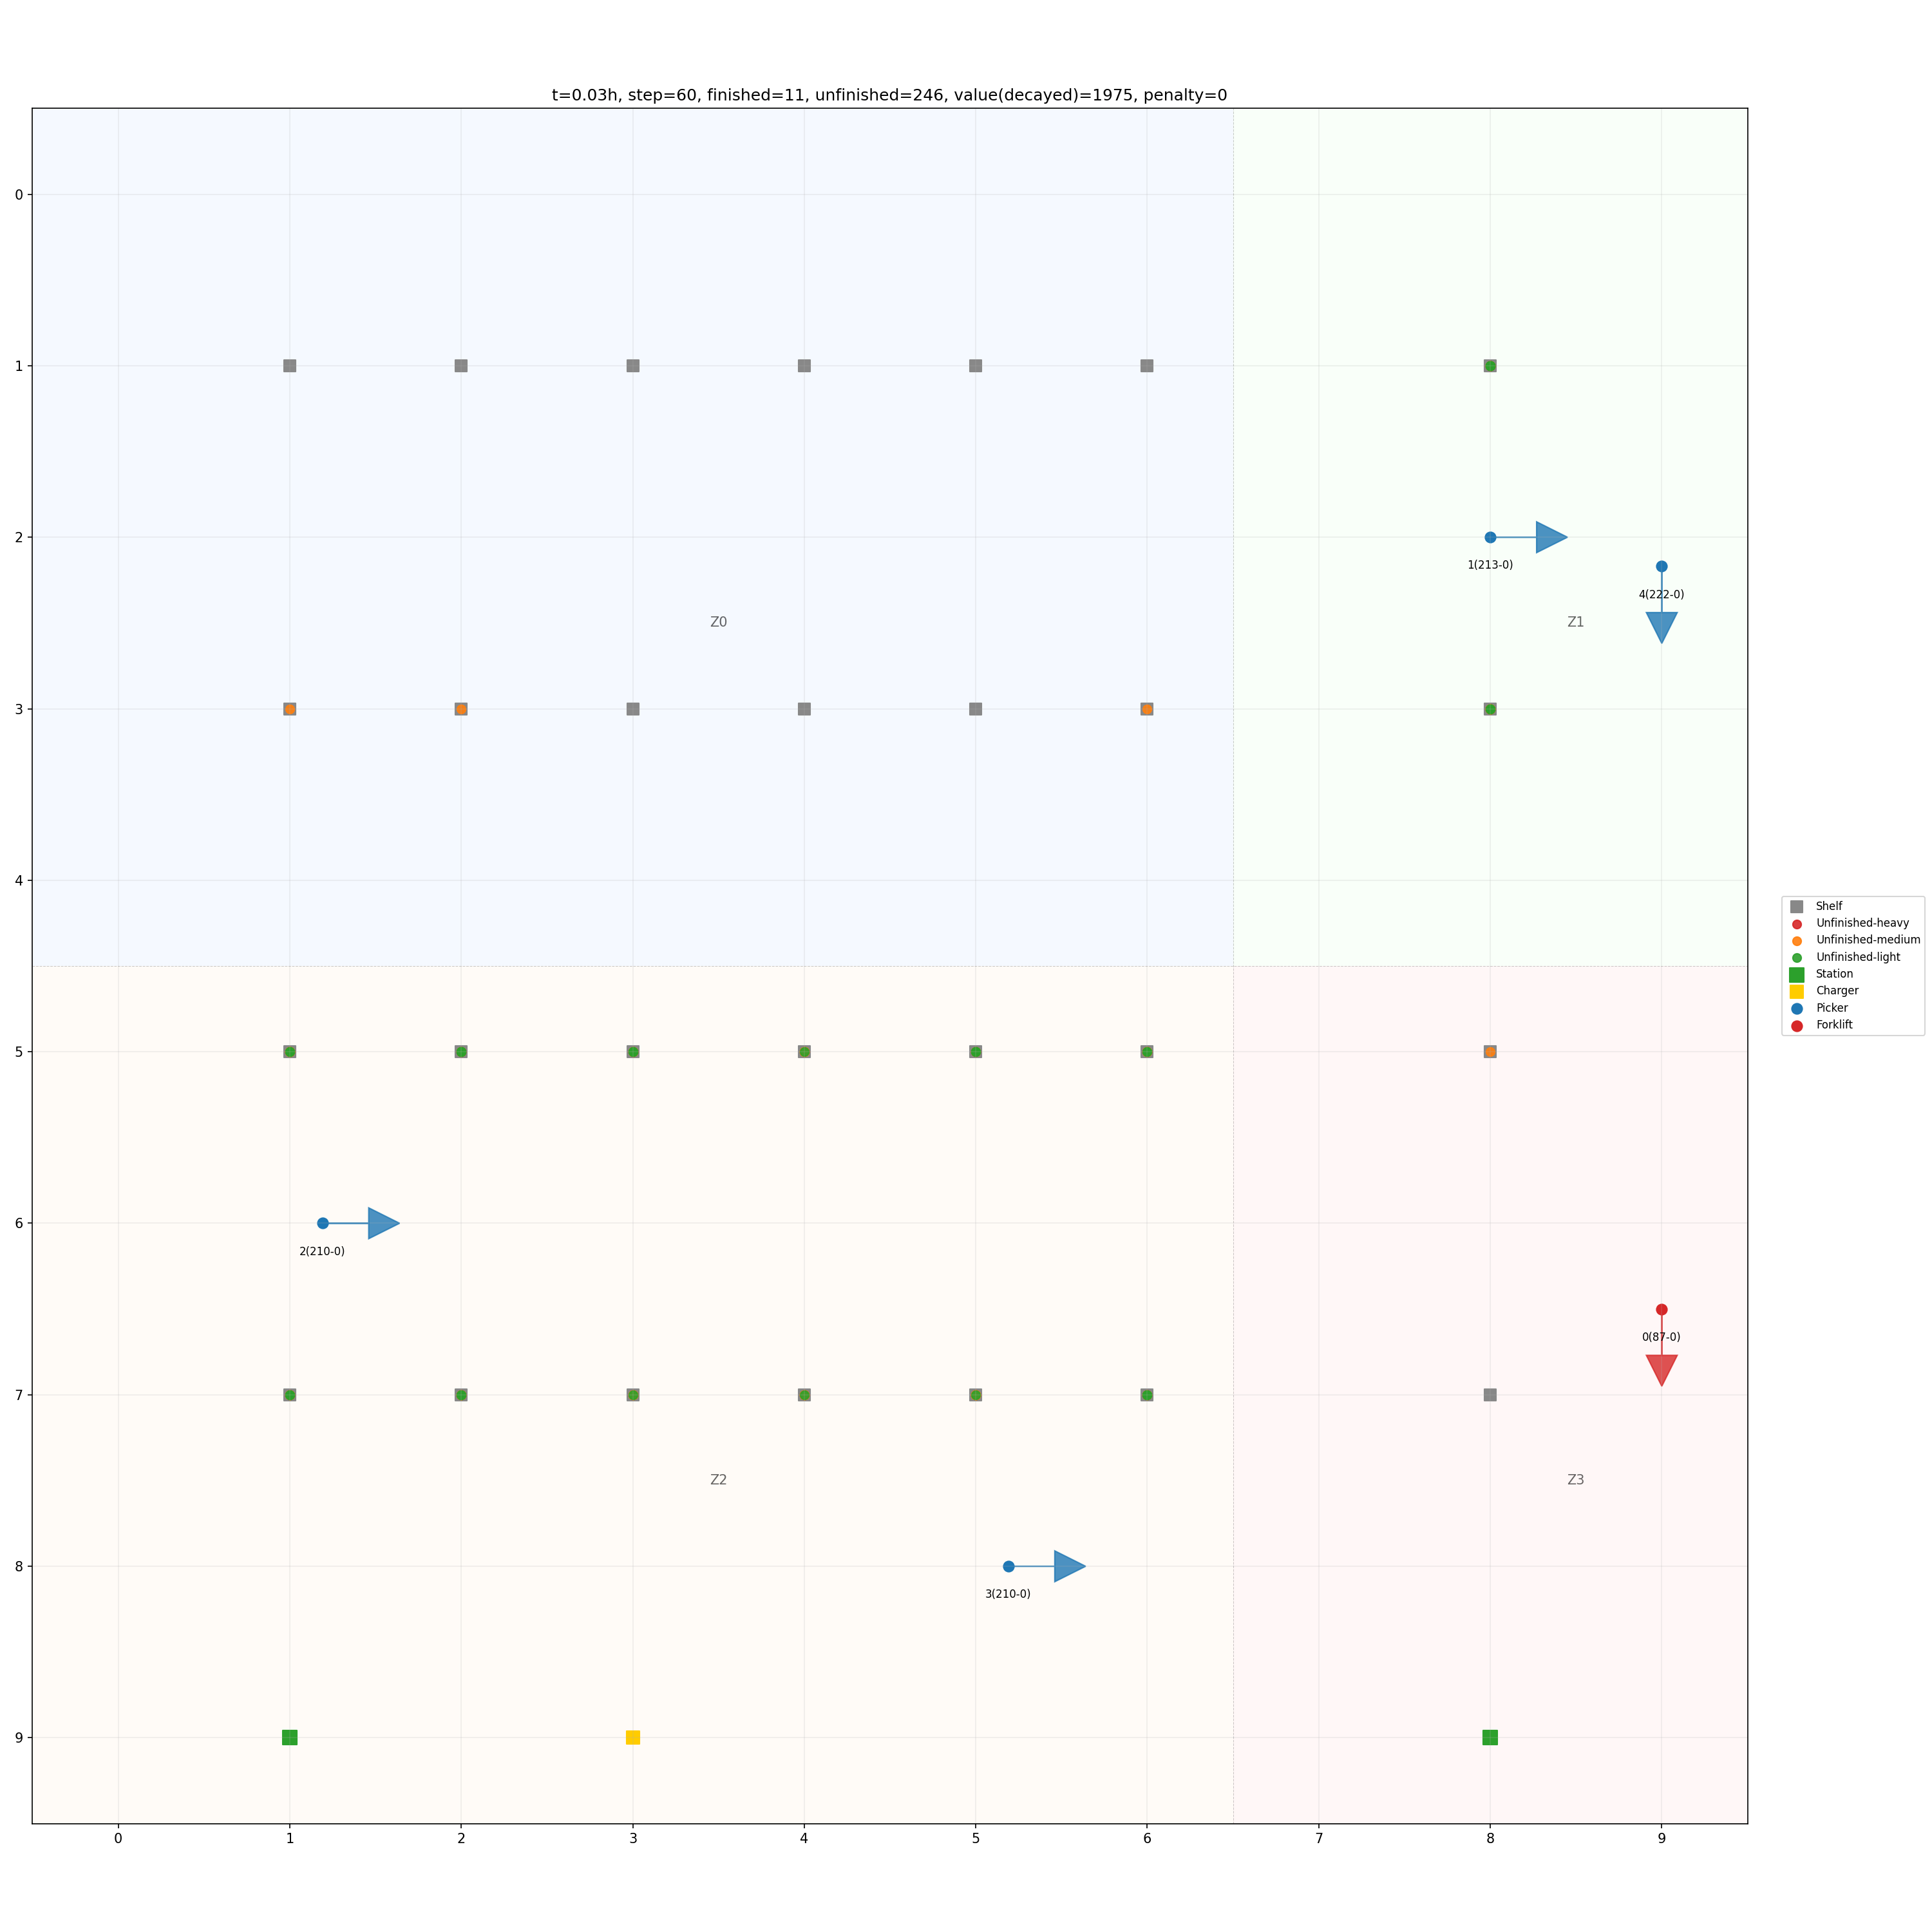 t=0.03h, step=60, finished=11, unfinished=246, value(decayed)=1975, penalty=0
0
1
2
1(213-0)
4(222-0)
Z0
Z1
3
4
Shelf
Unfinished-heavy
Unfinished-medium
Unfinished-light
Station
Charger
Picker
Forklift
5
6
2(210-0)
0(87-0)
7
Z2
Z3
8
3(210-0)
9
0 1 2 3 4 5 6 7 8 9